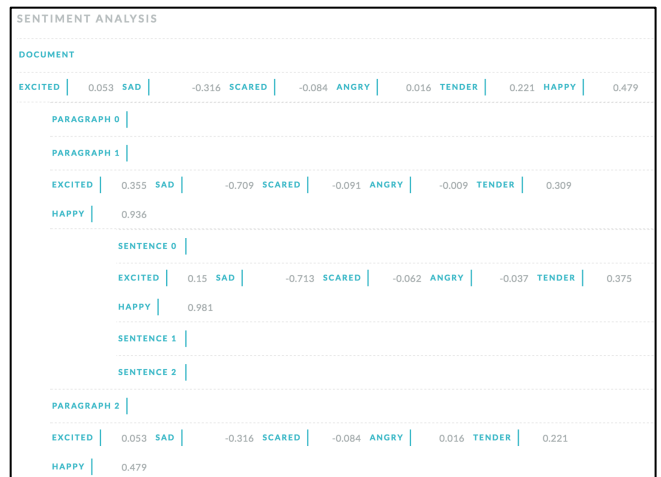 SENTIMENT ANALYSIS
DOCUMENT
EXCITED 0.053 SAD -0.316 SCARED -0.084 ANGRY 0.016 TENDER 0.221 HAPPY 0.479
PARAGRAPH 0
PARAGRAPH 1
EXCITED 0.355 SAD -0.709 SCARED -0.091 ANGRY -0.009 TENDER 0.309
HAPPY 0.936
SENTENCE 0
EXCITED 0.15 SAD -0.713 SCARED -0.062 ANGRY -0.037 TENDER 0.375
HAPPY 0.981
SENTENCE 1
SENTENCE 2
PARAGRAPH 2
EXCITED 0.053 SAD -0.316 SCARED -0.084 ANGRY 0.016 TENDER 0.221
HAPPY 0.479